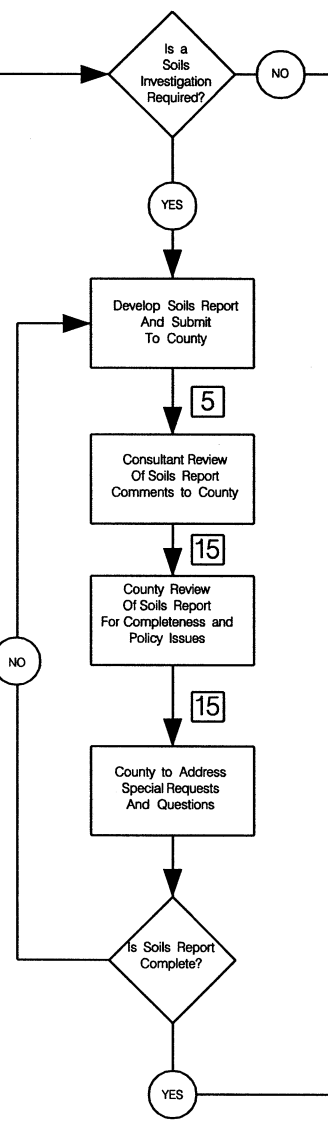 Is a
Soils
Investigation
Required?
NO
YES
Develop Soils Report
And Submit
To County
5
Consultant Review
Of Soils Report
Comments to County
15
County Review
Of Soils Report
For Completeness and
Policy Issues
NO
15
County to Address
Special Requests
And Questions
Is Soils Report
Complete?
YES